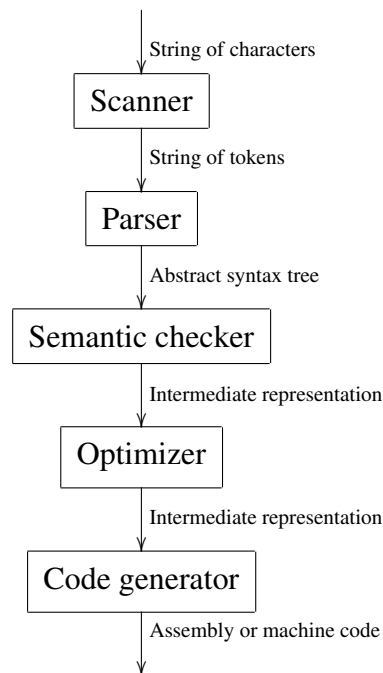 String of characters
Scanner
String of tokens
Parser
Abstract syntax tree
Semantic checker
Intermediate representation
Optimizer
Intermediate representation
Code generator
Assembly or machine code